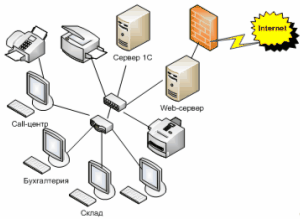 Internet
Сервер 1С
Web-сервер
Call-центр
Бухгалтерия
Склад